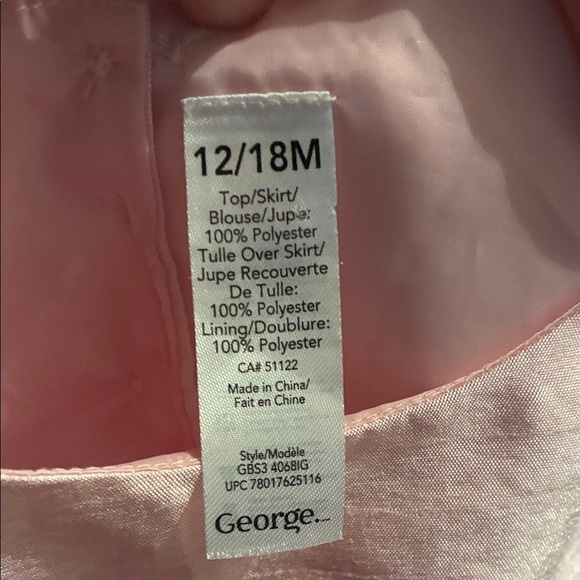 12/18M
Top/Skirt/
Blouse/Jupe:
100% Polyester
Tulle Over Skirt/
Jupe Recouverte
De Tulle:
100% Polyester
Lining/Doublure:
100% Polyester
CA# 51122
Made in China/
Fait en Chine
Style/Modèle
GBS3 4068IG
UPC 78017625116
George.